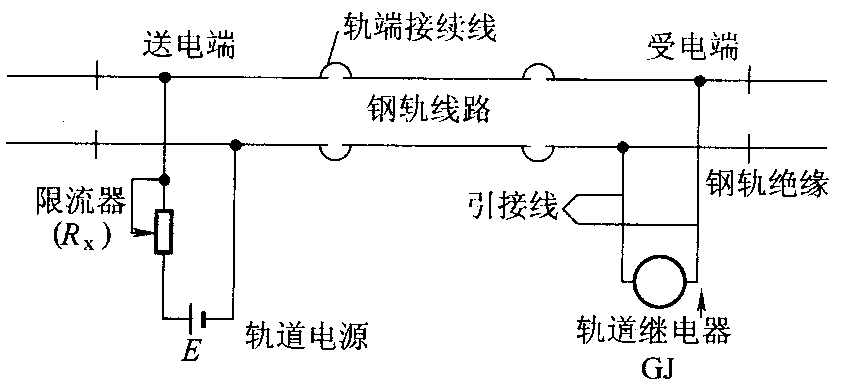 轨端接续线
送电端
受电端
钢轨线路
钢轨绝缘
限流器
(Rx)
引接线
轨道电源
E
轨道继电器
GJ